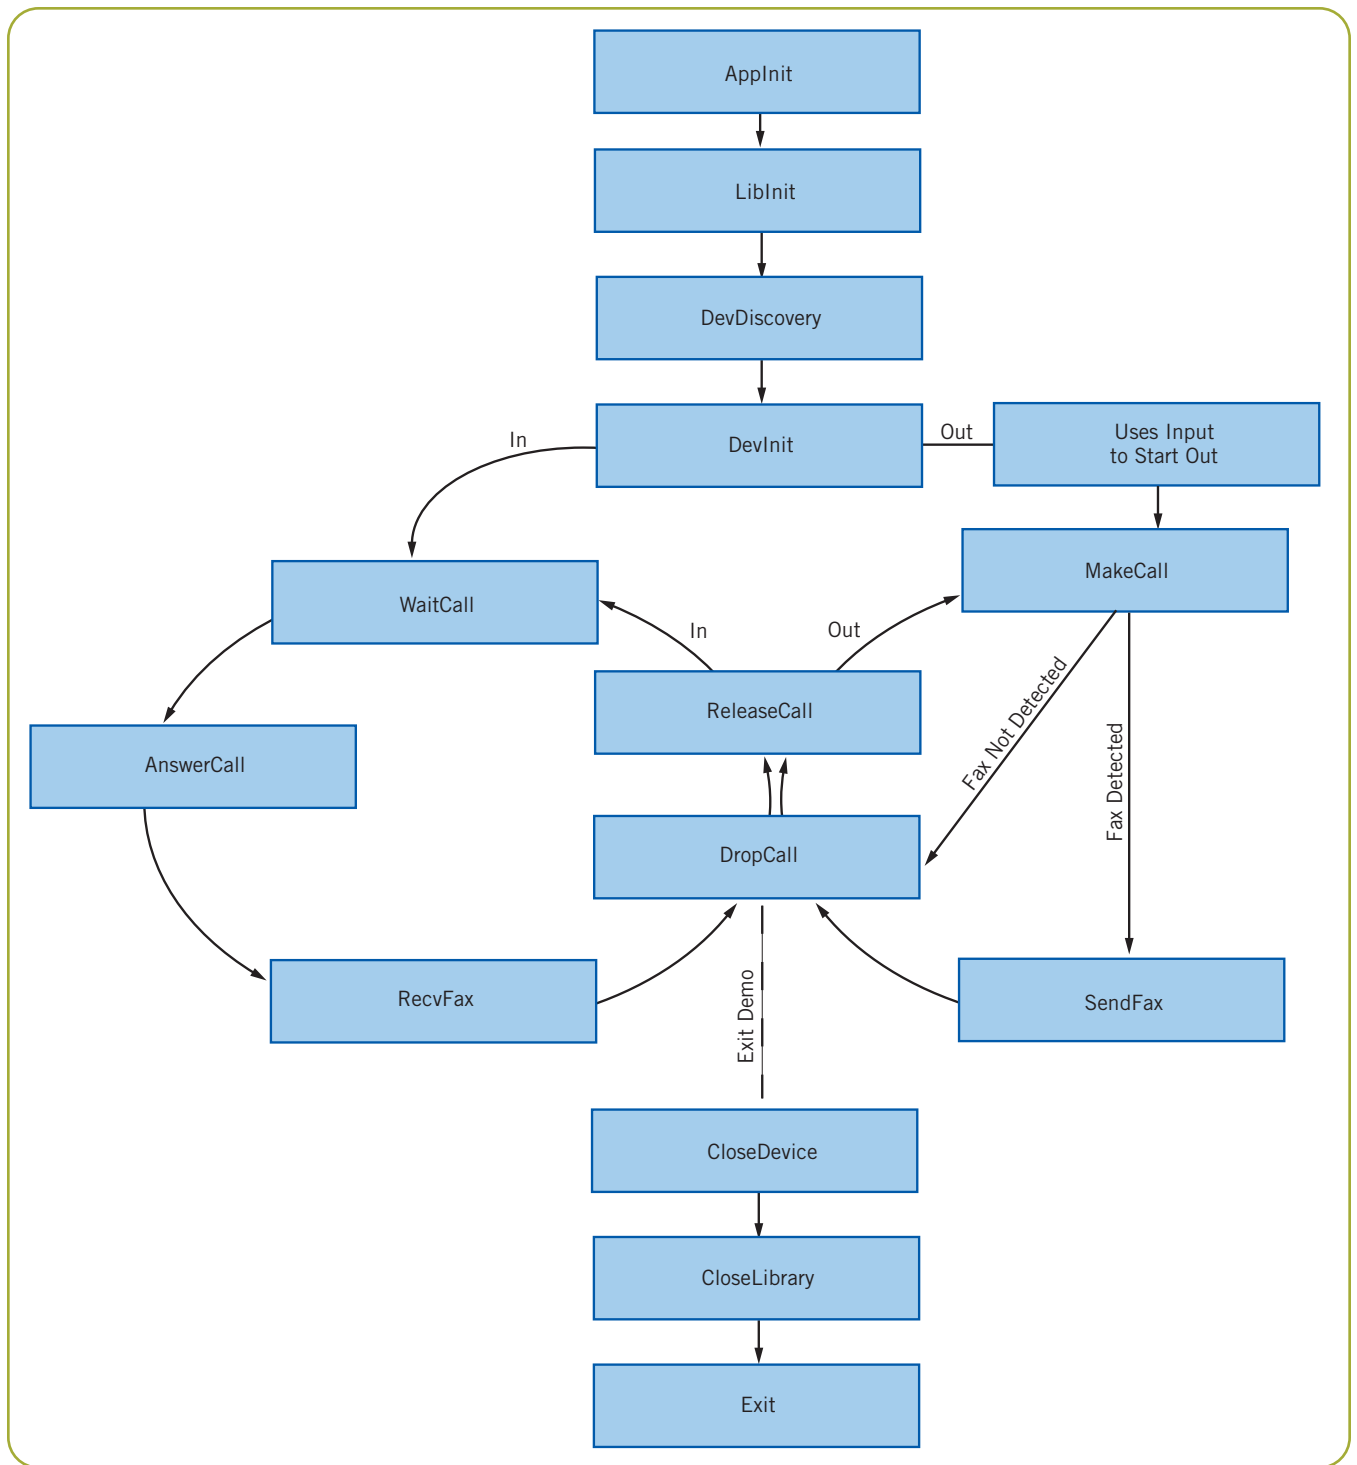 AppInit
LibInit
DevDiscovery
DevInit
In
Out
Uses Input
to Start Out
MakeCall
WaitCall
In
Out
ReleaseCall
Fax Not Detected
Fax Detected
AnswerCall
DropCall
RecvFax
Exit Demo
SendFax
CloseDevice
CloseLibrary
Exit